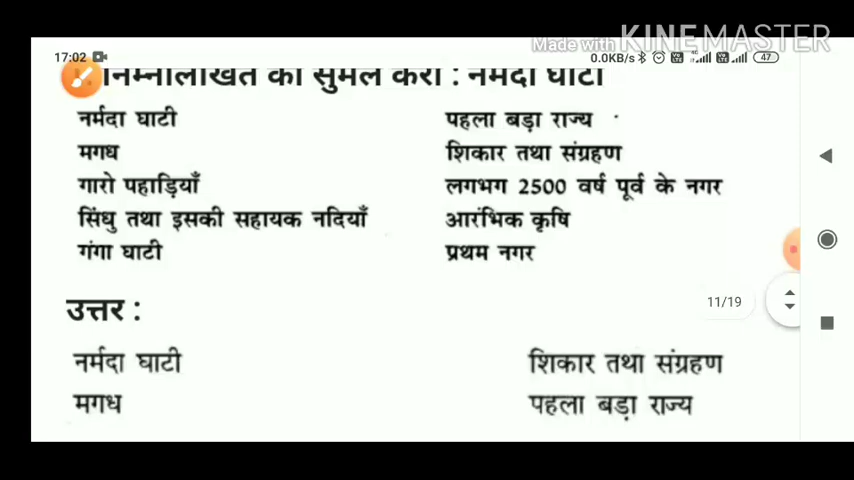 Made with KINEMASTER
17:02 0.0KB/s 47
निम्नलिखित को सुमेल करो : नर्मदा घाटी
नर्मदा घाटी पहला बड़ा राज्य
मगध शिकार तथा संग्रहण
गारो पहाड़ियाँ लगभग 2500 वर्ष पूर्व के नगर
सिंधु तथा इसकी सहायक नदियाँ आरंभिक कृषि
गंगा घाटी प्रथम नगर
11/19
उत्तर :
नर्मदा घाटी शिकार तथा संग्रहण
मगध पहला बड़ा राज्य